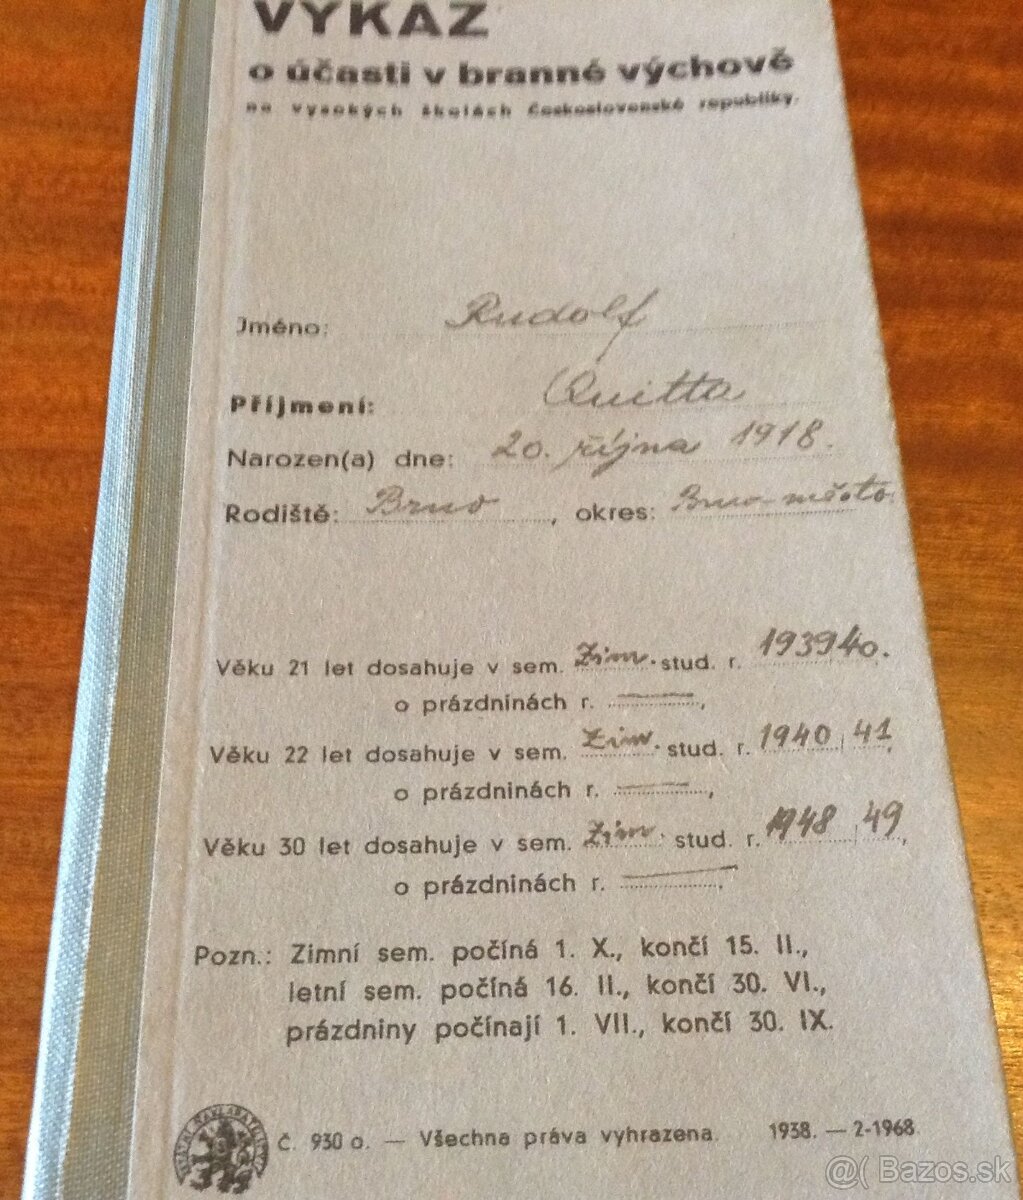 VÝKAZ
o účasti v branné výchově
na vysokých školách Československé republiky.
Jméno: Rudolf
Příjmení: Quitta
Narozen(a) dne: 20. října 1918.
Rodiště: Brno, okres: Brno-město.
Věku 21 let dosahuje v sem. Zim. stud. r. 1939/40.
o prázdninách r. ,
Věku 22 let dosahuje v sem. Zim. stud. r. 1940/41,
o prázdninách r. ,
Věku 30 let dosahuje v sem. Zim. stud. r. 1948/49,
o prázdninách r. .
Pozn.: Zimní sem. počíná 1. X., končí 15. II.,
letní sem. počíná 16. II., končí 30. VI.,
prázdniny počínají 1. VII., končí 30. IX.
Č. 930 o. — Všechna práva vyhrazena. 1938. — 2-1968.
@( Bazos.sk